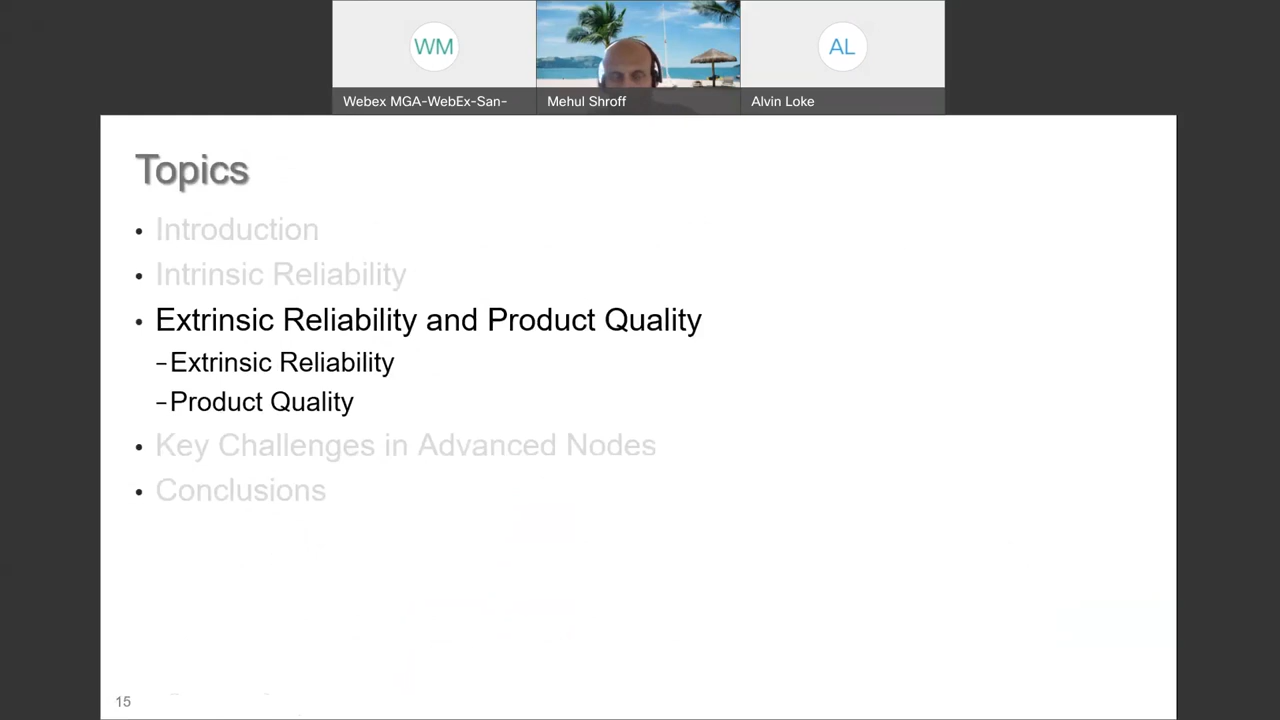 WM
AL
Webex MGA-WebEx-San-
Mehul Shroff
Alvin Loke
Topics
• Introduction
• Intrinsic Reliability
• Extrinsic Reliability and Product Quality
–Extrinsic Reliability
–Product Quality
• Key Challenges in Advanced Nodes
• Conclusions
15